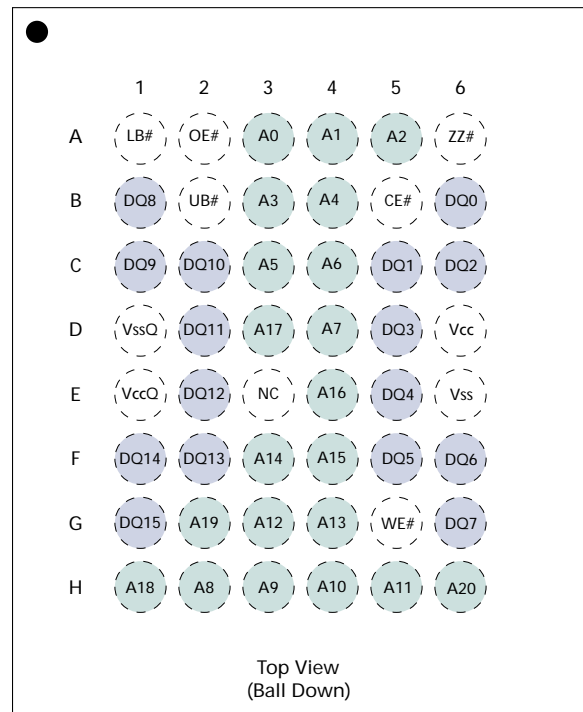 1 2 3 4 5 6
A LB# OE# A0 A1 A2 ZZ#
B DQ8 UB# A3 A4 CE# DQ0
C DQ9 DQ10 A5 A6 DQ1 DQ2
D VssQ DQ11 A17 A7 DQ3 Vcc
E VccQ DQ12 NC A16 DQ4 Vss
F DQ14 DQ13 A14 A15 DQ5 DQ6
G DQ15 A19 A12 A13 WE# DQ7
H A18 A8 A9 A10 A11 A20
Top View
(Ball Down)